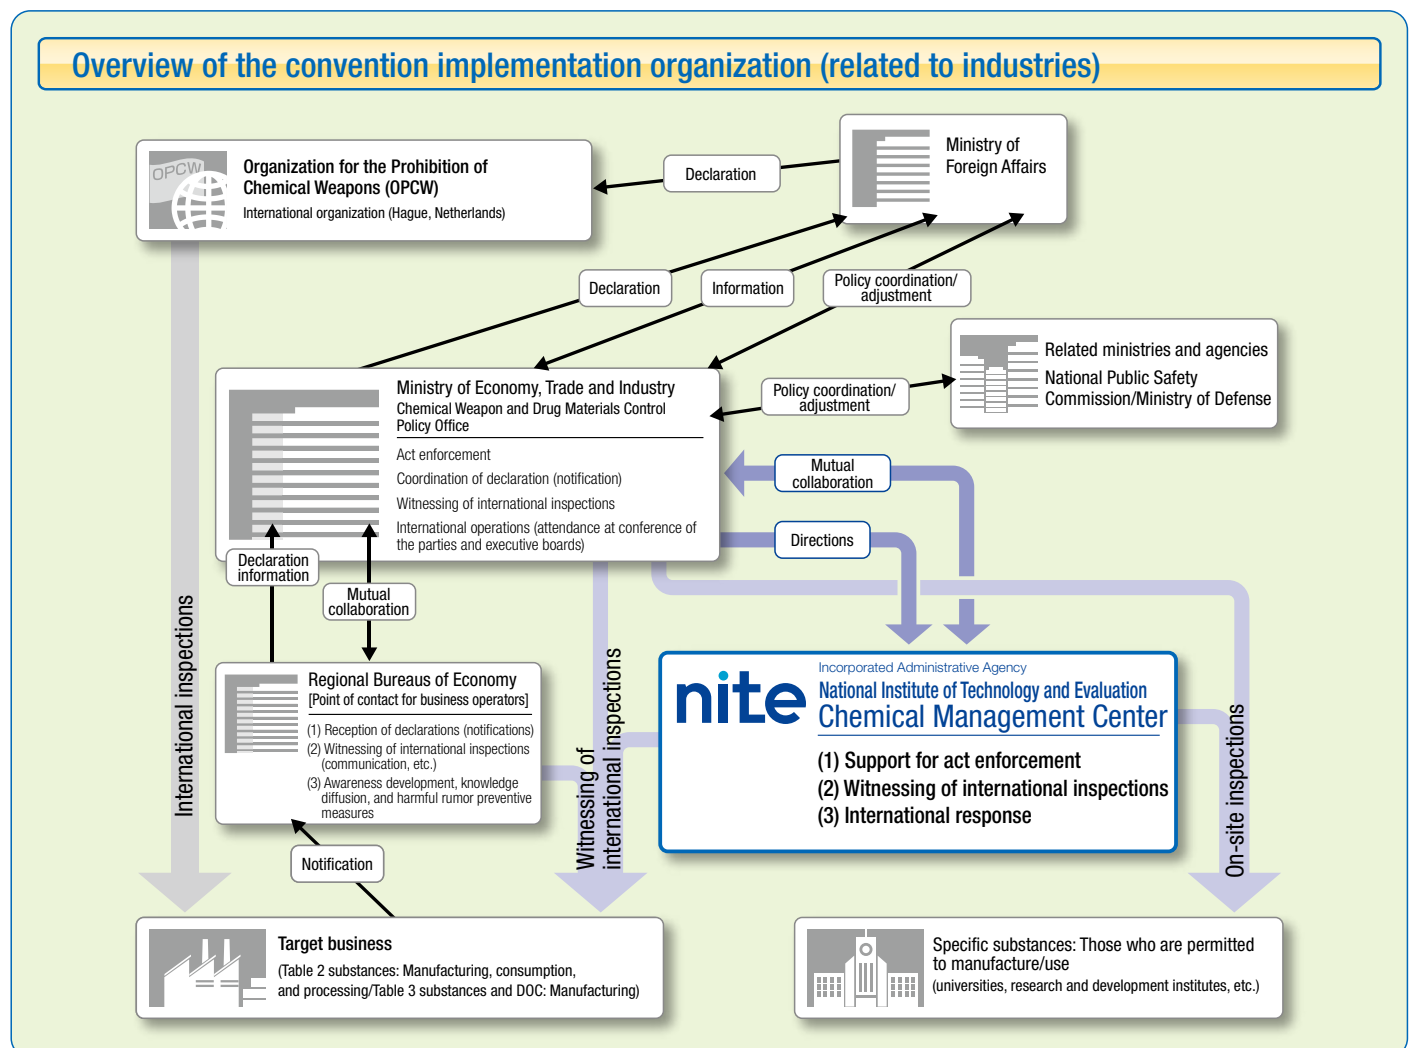 Overview of the convention implementation organization (related to industries)
OPCW
Organization for the Prohibition of
Chemical Weapons (OPCW)
International organization (Hague, Netherlands)
Declaration
Ministry of
Foreign Affairs
Declaration
Information
Policy coordination/
adjustment
Related ministries and agencies
National Public Safety
Commission/Ministry of Defense
Policy coordination/
adjustment
Ministry of Economy, Trade and Industry
Chemical Weapon and Drug Materials Control
Policy Office
Act enforcement
Coordination of declaration (notification)
Witnessing of international inspections
International operations (attendance at conference of
the parties and executive boards)
Mutual
collaboration
Directions
Declaration
information
Mutual
collaboration
International inspections
Regional Bureaus of Economy
[Point of contact for business operators]
(1) Reception of declarations (notifications)
(2) Witnessing of international inspections
(communication, etc.)
(3) Awareness development, knowledge
diffusion, and harmful rumor preventive
measures
Witnessing of
international inspections
nite
Incorporated Administrative Agency
National Institute of Technology and Evaluation
Chemical Management Center
(1) Support for act enforcement
(2) Witnessing of international inspections
(3) International response
On-site inspections
Notification
Target business
(Table 2 substances: Manufacturing, consumption,
and processing/Table 3 substances and DOC: Manufacturing)
Specific substances: Those who are permitted
to manufacture/use
(universities, research and development institutes, etc.)